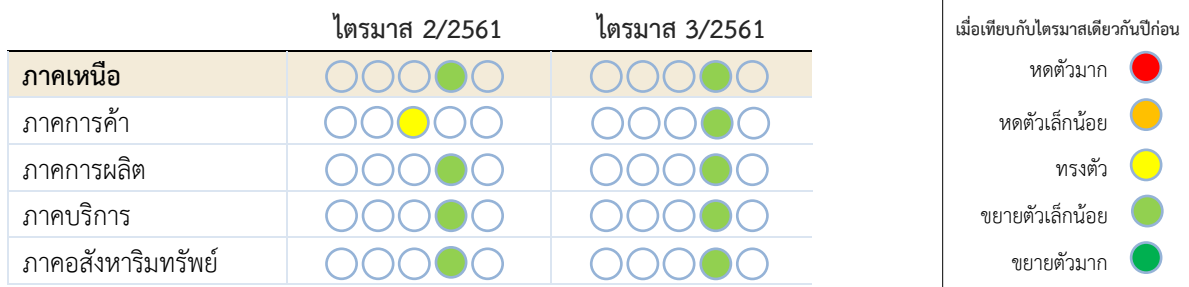 ไตรมาส 2/2561 ไตรมาส 3/2561
ภาคเหนือ
ภาคการค้า
ภาคการผลิต
ภาคบริการ
ภาคอสังหาริมทรัพย์
เมื่อเทียบกับไตรมาสเดียวกันปีก่อน
หดตัวมาก
หดตัวเล็กน้อย
ทรงตัว
ขยายตัวเล็กน้อย
ขยายตัวมาก